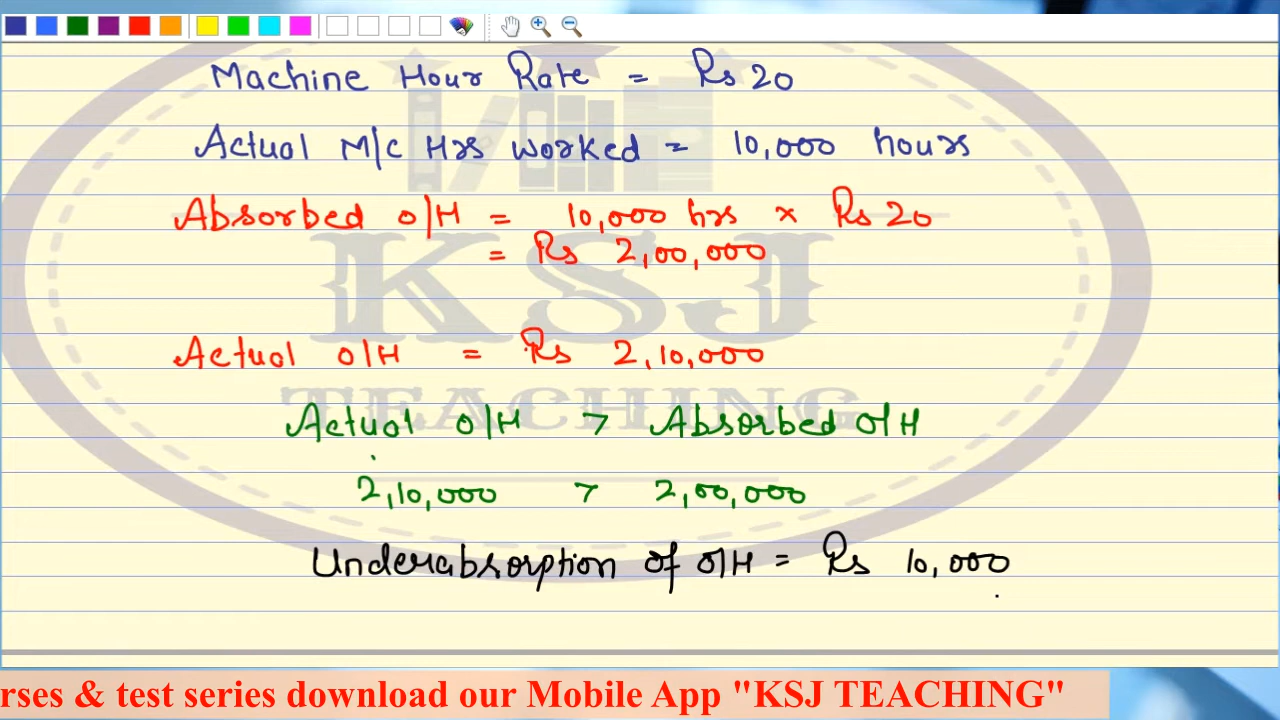 Machine Hour Rate = Rs 20
Actual M/c Hrs worked = 10,000 hours
Absorbed O/H = 10,000 hrs x Rs 20
= Rs 2,00,000
Actual O/H = Rs 2,10,000
Actual O/H > Absorbed O/H
2,10,000 > 2,00,000
Underabsorption of O/H = Rs 10,000
KSJ
TEACHING
rses & test series download our Mobile App "KSJ TEACHING"